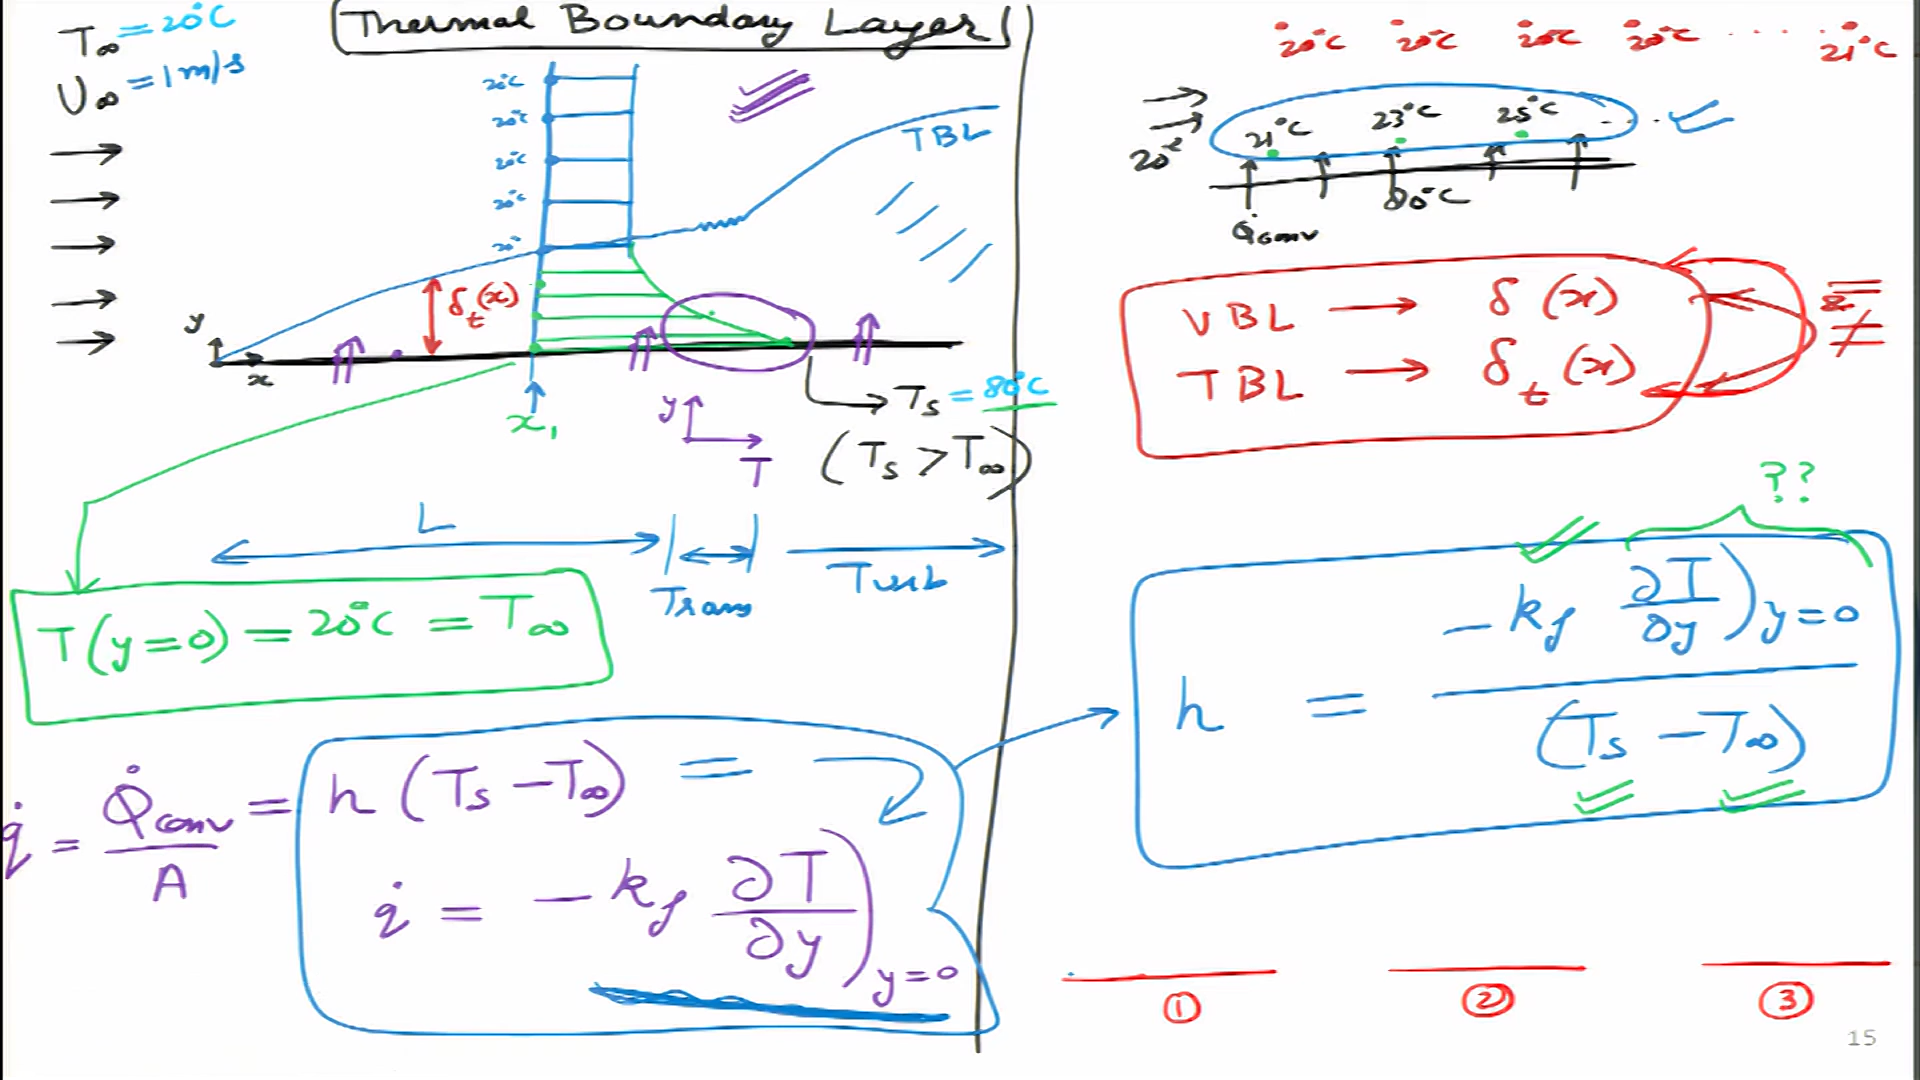 Thermal Boundary Layer
T∞ = 20°C
U∞ = 1 m/s
20°C
20°C
20°C
20°C
20°
TBL
δt(x)
y
x
x₁
Ts = 80°C
(Ts > T∞)
y
T
L
Trans
Turb
T(y=0) = 20°C = T∞
q̇ = Q̇conv / A = h (Ts − T∞) =
q̇ = − kf ∂T/∂y)y=0
20°C 20°C 20°C 20°C ..... 21°C
21°C 23°C 25°C ....
20°C
80°C
Q̇conv
VBL → δ (x)
TBL → δt (x)
=
≠
??
h = − kf ∂T/∂y)y=0 / (Ts − T∞)
① ② ③
15